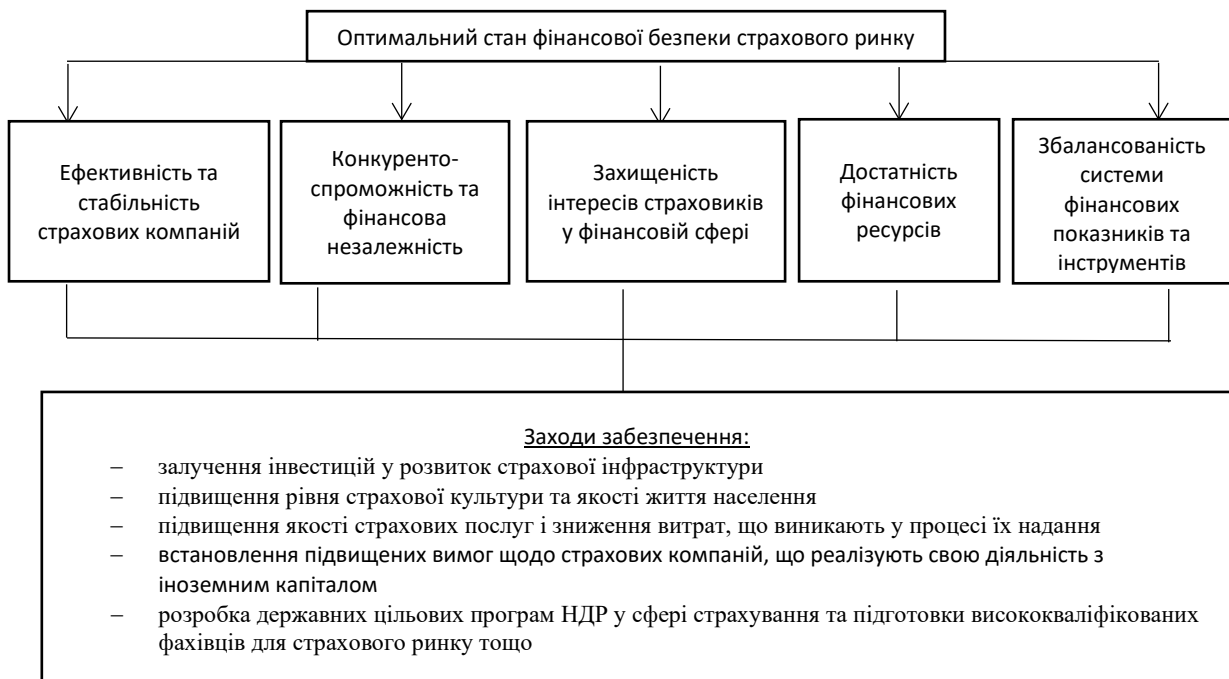 Оптимальний стан фінансової безпеки страхового ринку
Ефективність та
стабільність
страхових компаній
Конкуренто-
спроможність та
фінансова
незалежність
Захищеність
інтересів страховиків
у фінансовій сфері
Достатність
фінансових
ресурсів
Збалансованість
системи
фінансових
показників та
інструментів
Заходи забезпечення:
– залучення інвестицій у розвиток страхової інфраструктури
– підвищення рівня страхової культури та якості життя населення
– підвищення якості страхових послуг і зниження витрат, що виникають у процесі їх надання
– встановлення підвищених вимог щодо страхових компаній, що реалізують свою діяльність з
іноземним капіталом
– розробка державних цільових програм НДР у сфері страхування та підготовки висококваліфікованих
фахівців для страхового ринку тощо